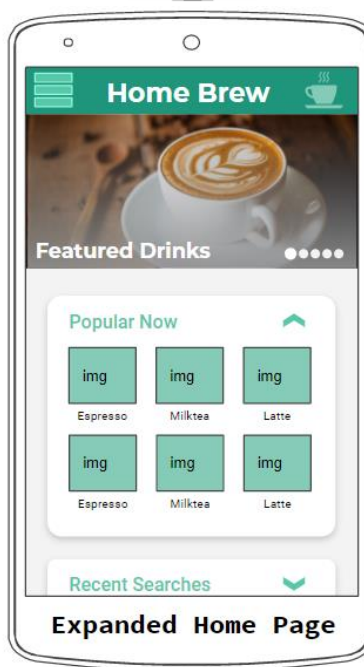 Home Brew
Featured Drinks
Popular Now
img img img
Espresso Milktea Latte
img img img
Espresso Milktea Latte
Recent Searches
Expanded Home Page